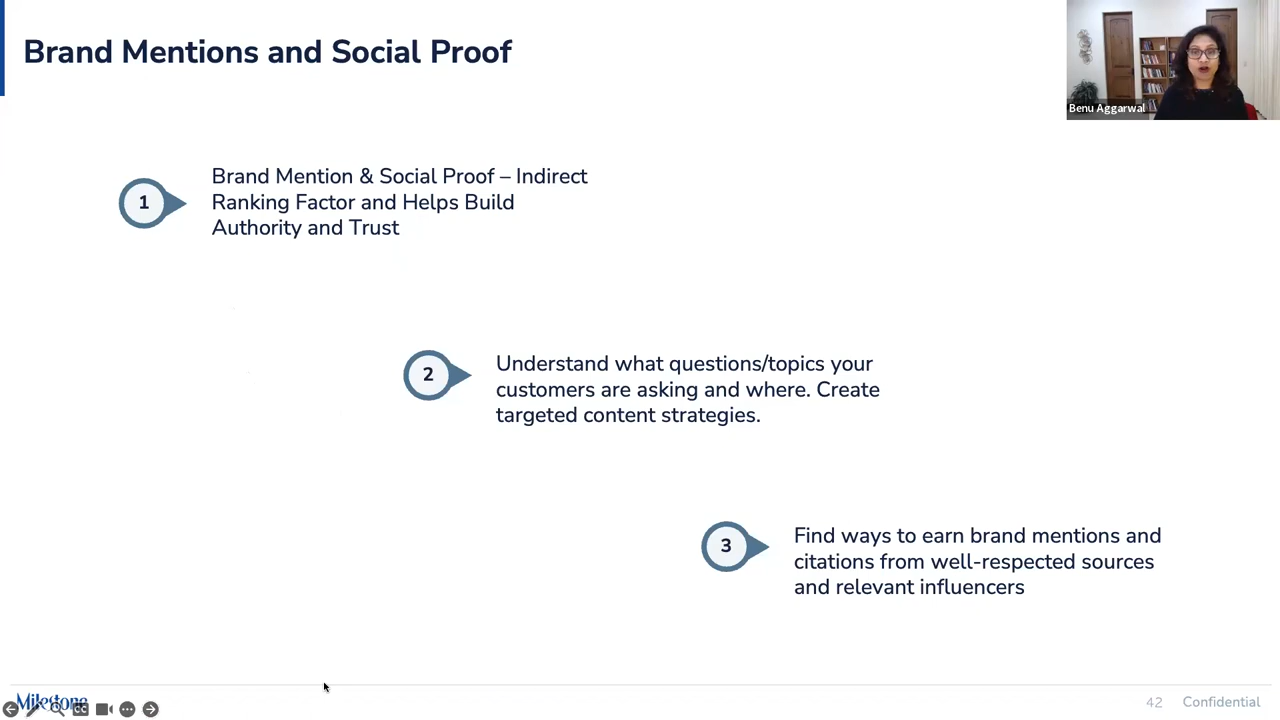 Brand Mentions and Social Proof
Benu Aggarwal
1
Brand Mention & Social Proof – Indirect
Ranking Factor and Helps Build
Authority and Trust
2
Understand what questions/topics your
customers are asking and where. Create
targeted content strategies.
3
Find ways to earn brand mentions and
citations from well-respected sources
and relevant influencers
Milestone
CC
42
Confidential